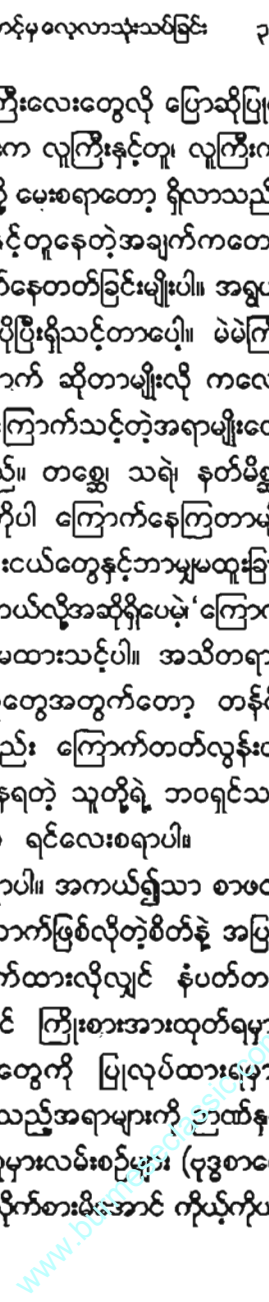 င့်မှ လေ့လာသုံးသပ်ခြင်း ၃
ကြီးလေးတွေလို ပြောဆိုပြု
က လူကြီးနှင့်တူ၊ လူကြီး
မေးစရာတော့ ရှိလာသည်
င့်တူနေတဲ့အချက်ကတော
နေတတ်ခြင်းမျိုးပါ။ အရွယ
ပိုပြီးရှိသင့်တာပေါ့။ မဲမဲကြ
ာက် ဆိုတာမျိုးလို ကလေ
ကြောက်သင့်တဲ့အရာမျိုး
ည်။ တစ္ဆေ၊ သရဲ၊ နတ်မိစ္ဆ
ကိုပါ ကြောက်နေကြတာမျ
းငယ်တွေနှင့်ဘာမျှမထူးခြာ
ယ်လို့အဆိုရှိပေမဲ့၊ ‘ကြောက
မထားသင့်ပါ။ အသိတရာ
တွေအတွက်တော့ တန်
ည်း ကြောက်တတ်လွန်း
နေရတဲ့ သူတို့ရဲ့ ဘဝရှင်သ
ရင်လေးစရာပါ။
ာပါ။ အကယ်၍သာ စာဖ
ောက်ဖြစ်လိုတဲ့စိတ်နဲ့ အပြ
က်ထားလိုလျှင် နံပတ်တ
င် ကြိုးစားအားထုတ်ရမှာ
တွေကို ပြုလုပ်ထားရမှာ
သည့်အရာများကို ဉာဏ်န
မှားလမ်းစဉ်များ (ဗုဒ္ဓစာပေ
လိုက်စားမိအောင် ကိုယ့်ကိုယ
www.burmeseclassic.com